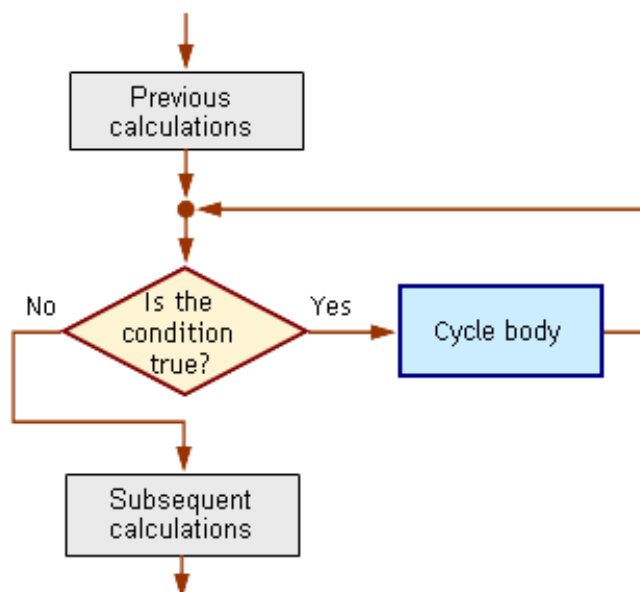 Previous
calculations
No
Is the
condition
true?
Yes
Cycle body
Subsequent
calculations